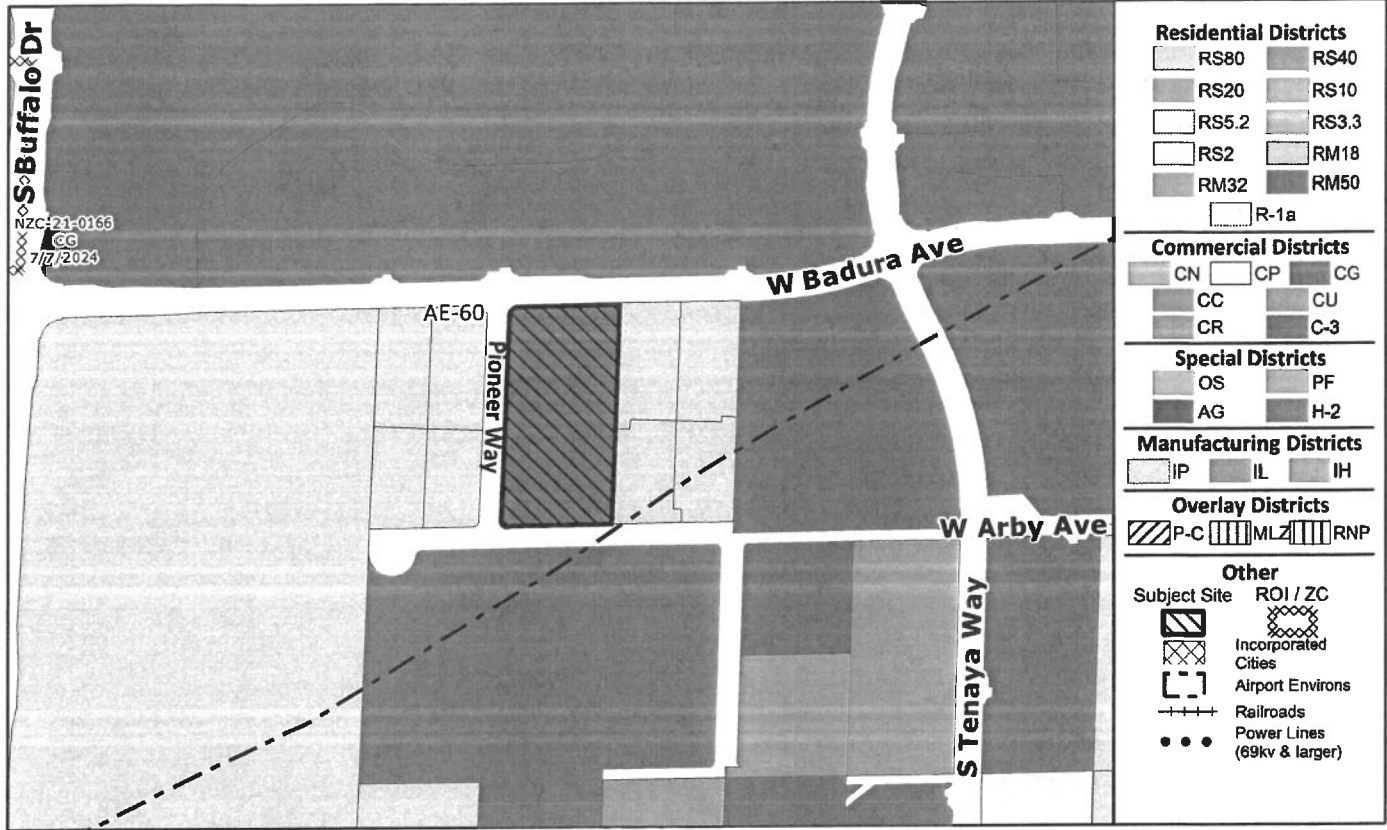 S Buffalo Dr
NZC-21-0166
CG
7/7/2024
W Badura Ave
AE-60
Pioneer Way
W Arby Ave
S Tenaya Way
Residential Districts
RS80 RS40
RS20 RS10
RS5.2 RS3.3
RS2 RM18
RM32 RM50
R-1a
Commercial Districts
CN CP CG
CC CU
CR C-3
Special Districts
OS PF
AG H-2
Manufacturing Districts
IP IL IH
Overlay Districts
P-C MLZ RNP
Other
Subject Site ROI / ZC
Incorporated
Cities
Airport Environs
Railroads
Power Lines
(69kv & larger)